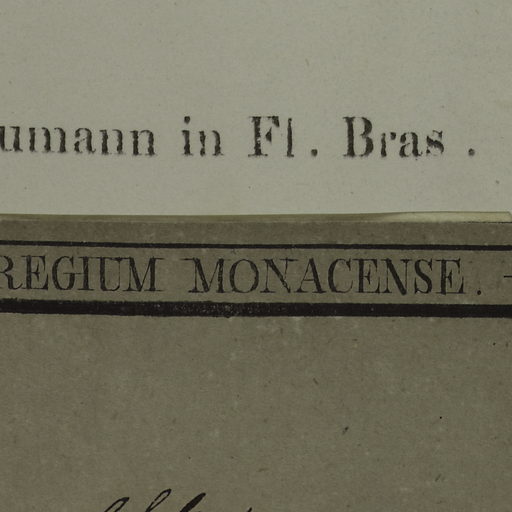 umann in Fl. Bras.
REGIUM MONACENSE.